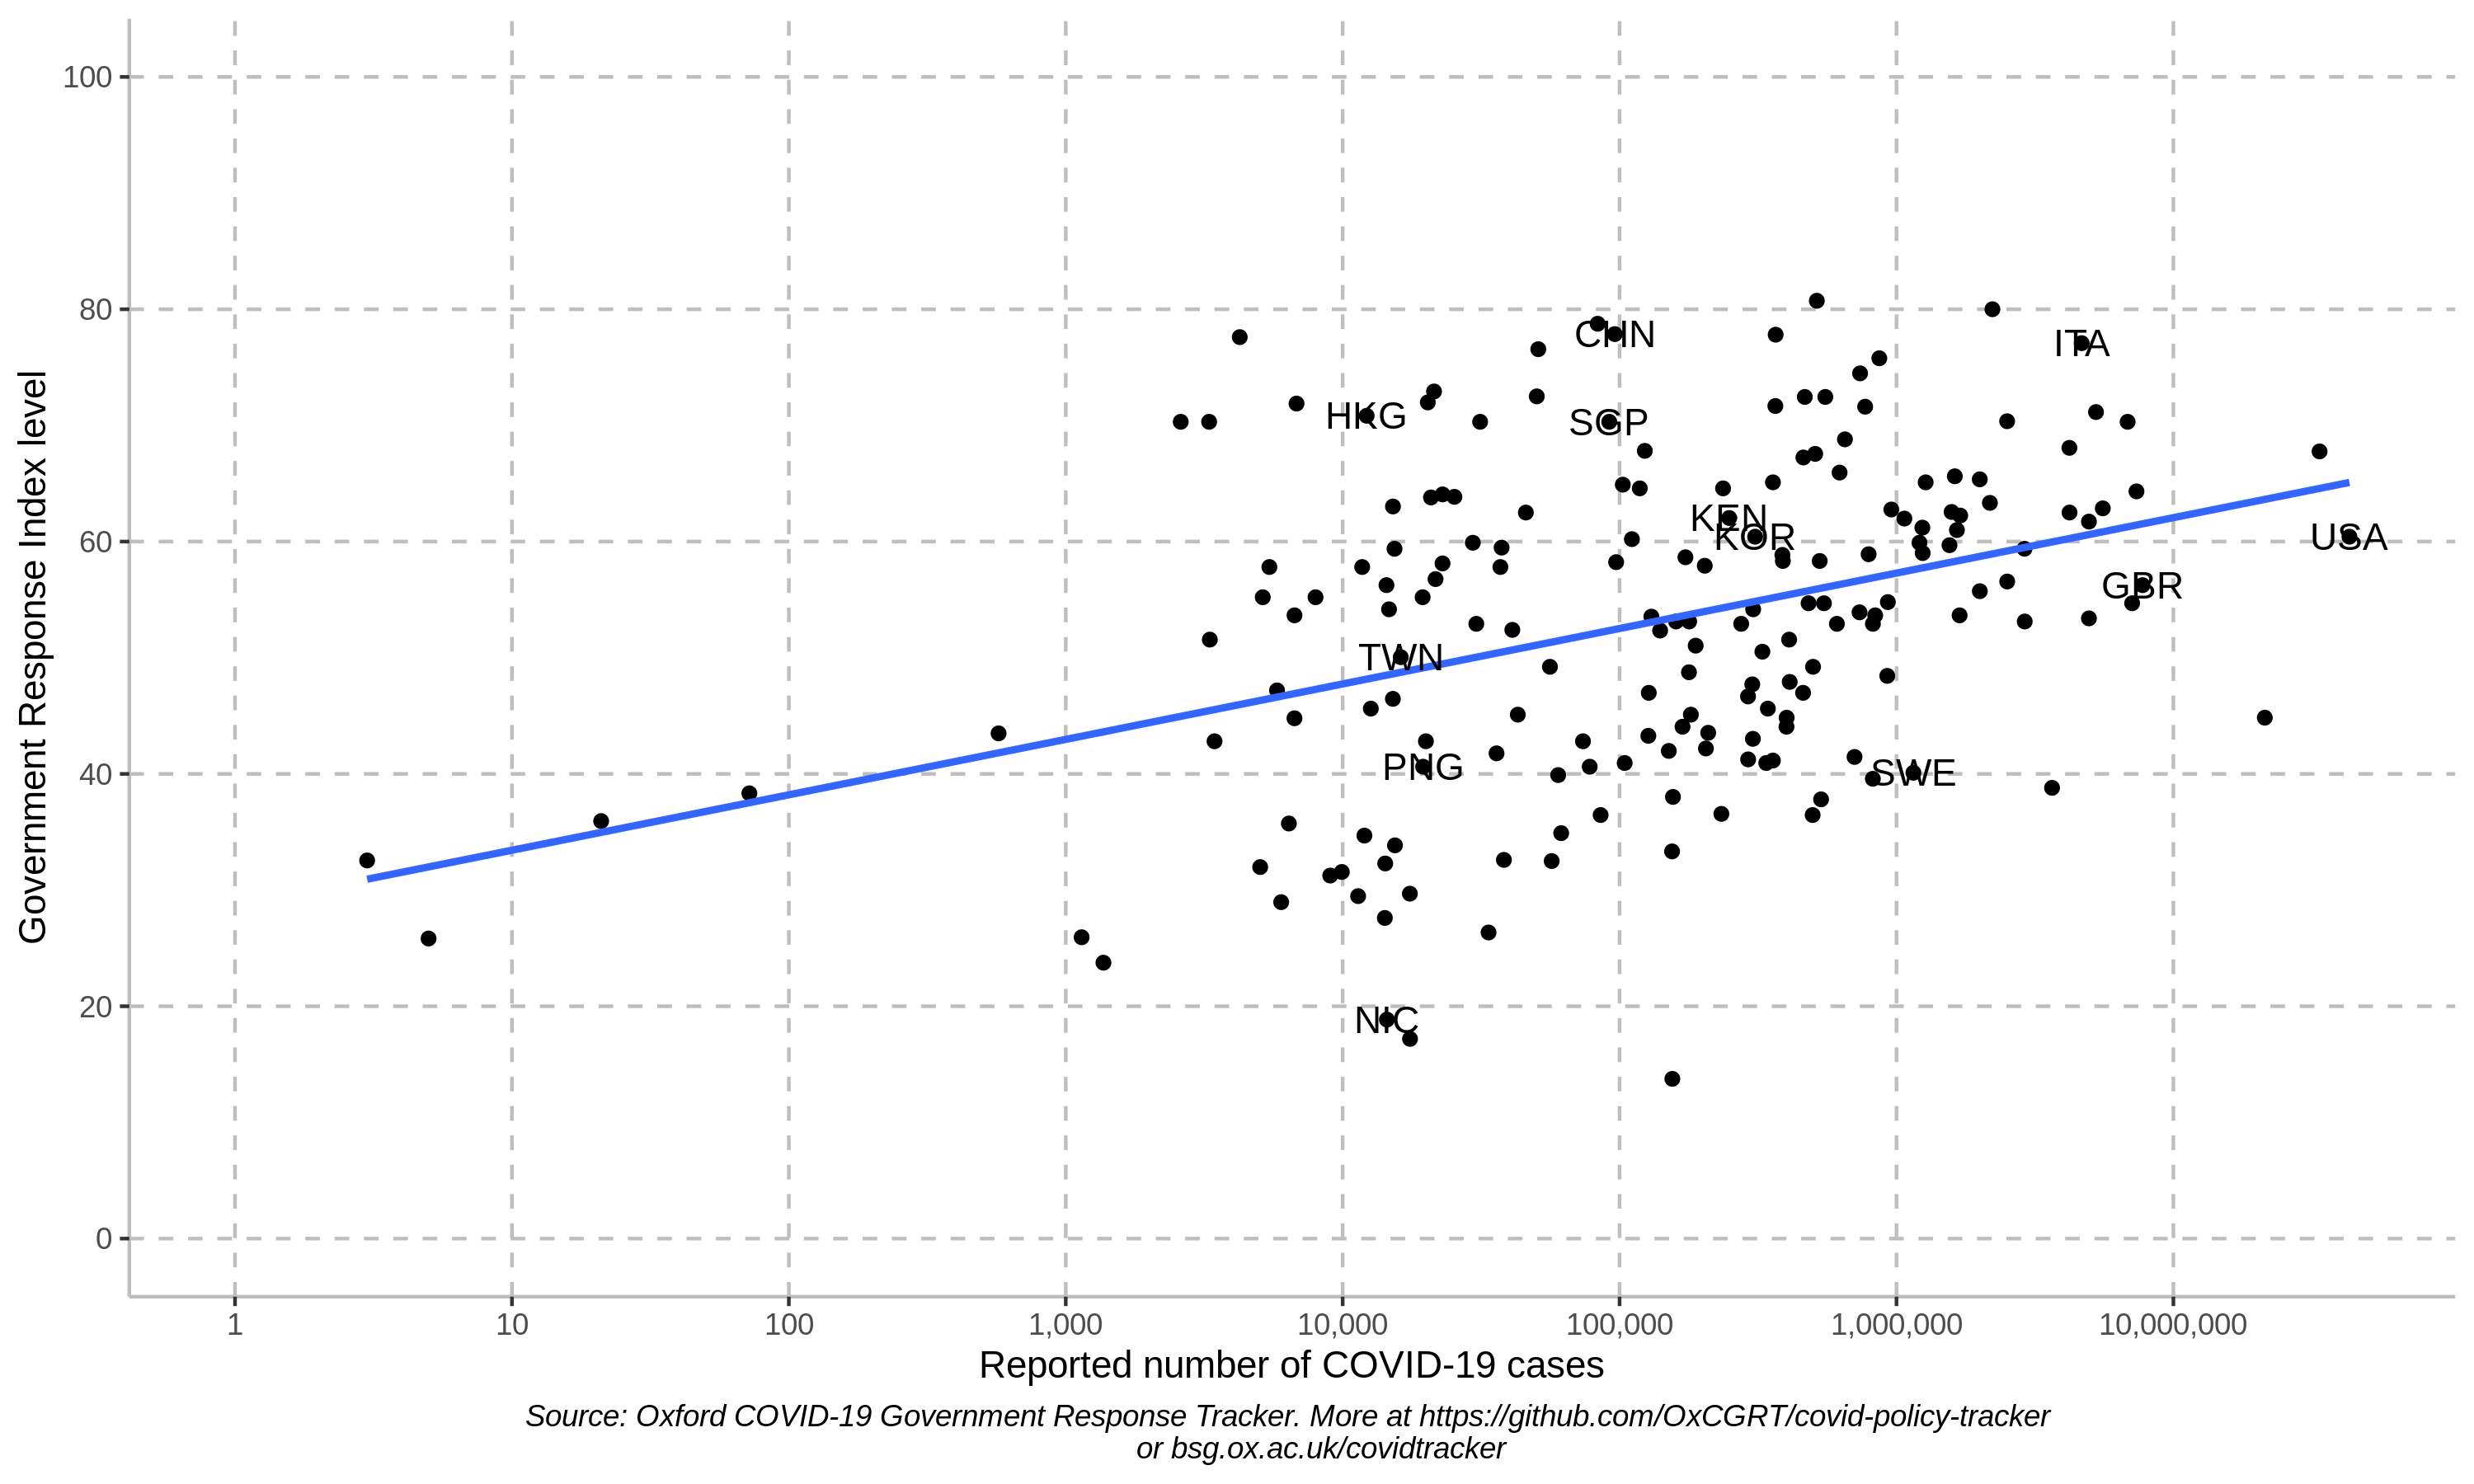 100
80
60
40
20
0
Government Response Index level
CHN
ITA
HKG
SGP
KEN
KOR
USA
GBR
TWN
PNG
SWE
NIC
1 10 100 1,000 10,000 100,000 1,000,000 10,000,000
Reported number of COVID-19 cases
Source: Oxford COVID-19 Government Response Tracker. More at https://github.com/OxCGRT/covid-policy-tracker
or bsg.ox.ac.uk/covidtracker